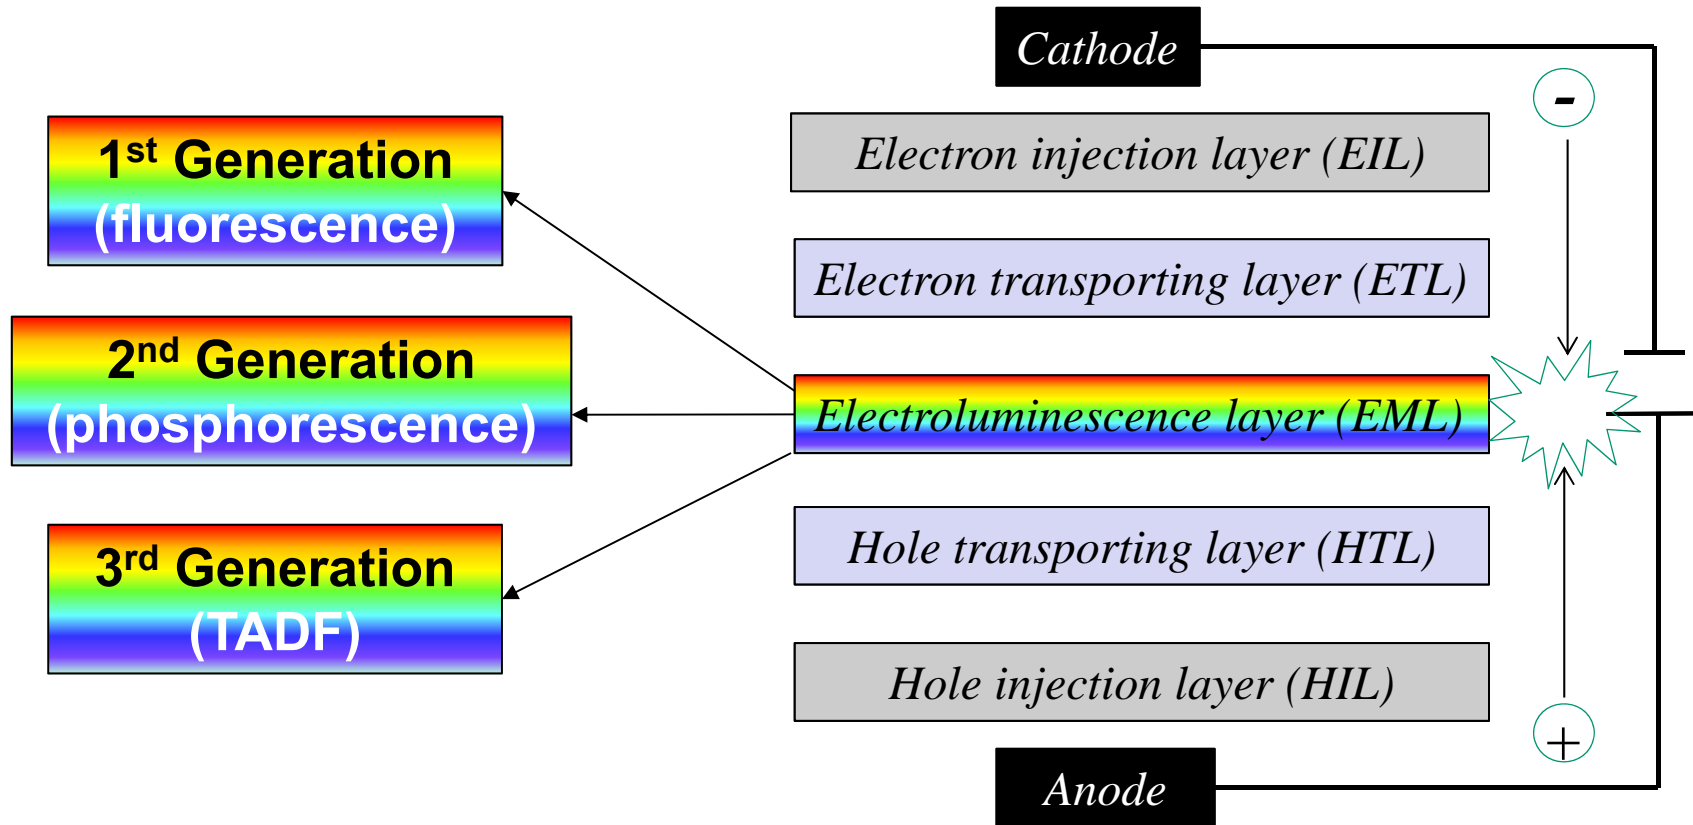 Cathode
-
1st Generation
(fluorescence)
Electron injection layer (EIL)
Electron transporting layer (ETL)
2nd Generation
(phosphorescence)
Electroluminescence layer (EML)
3rd Generation
(TADF)
Hole transporting layer (HTL)
Hole injection layer (HIL)
+
Anode